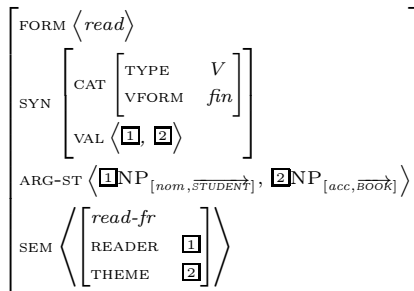 FORM ⟨read⟩
SYN [CAT [TYPE V
VFORM fin]
VAL ⟨1, 2⟩]
ARG-ST ⟨1NP[nom,STUDENT], 2NP[acc,BOOK]⟩
SEM ⟨[read-fr
READER 1
THEME 2]⟩